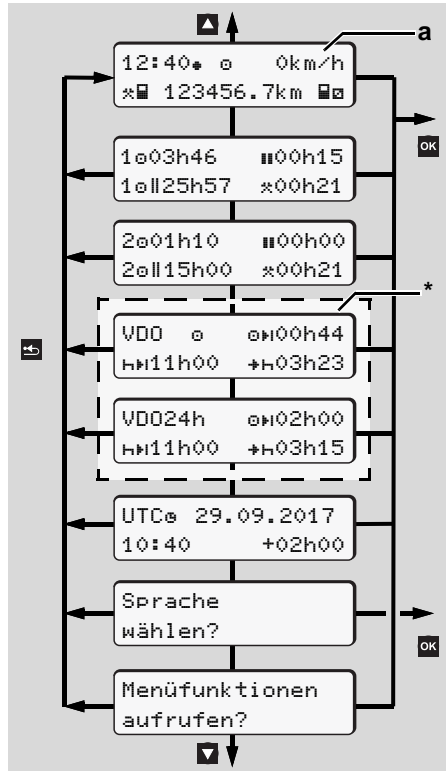 a
12:40 0km/h
123456.7km
OK
1 03h46 00h15
1 25h57 00h21
2 01h10 00h00
2 15h00 00h21
*
VDO 00h44
11h00 03h23
VDO24h 02h00
11h00 03h15
UTC 29.09.2017
10:40 +02h00
Sprache
wählen?
OK
Menüfunktionen
aufrufen?